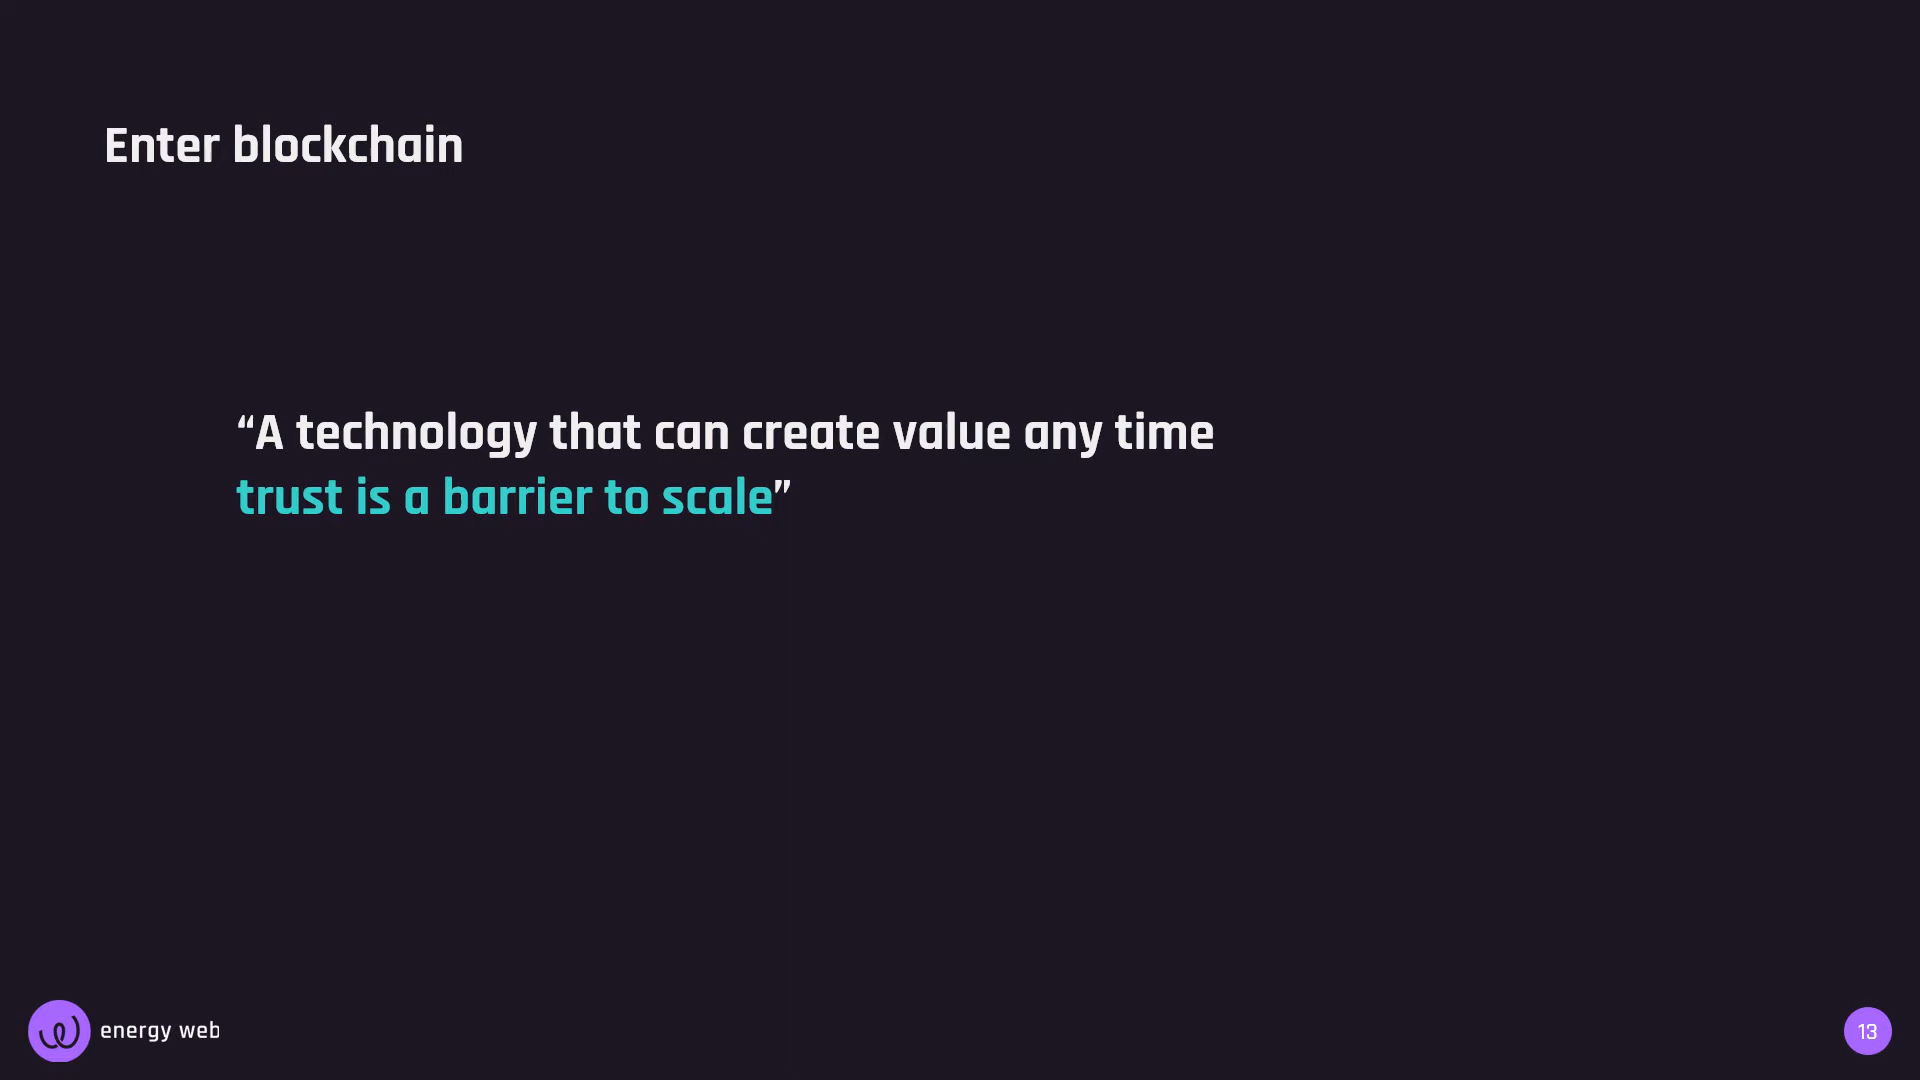 Enter blockchain
“A technology that can create value any time
trust is a barrier to scale”
energy web
13